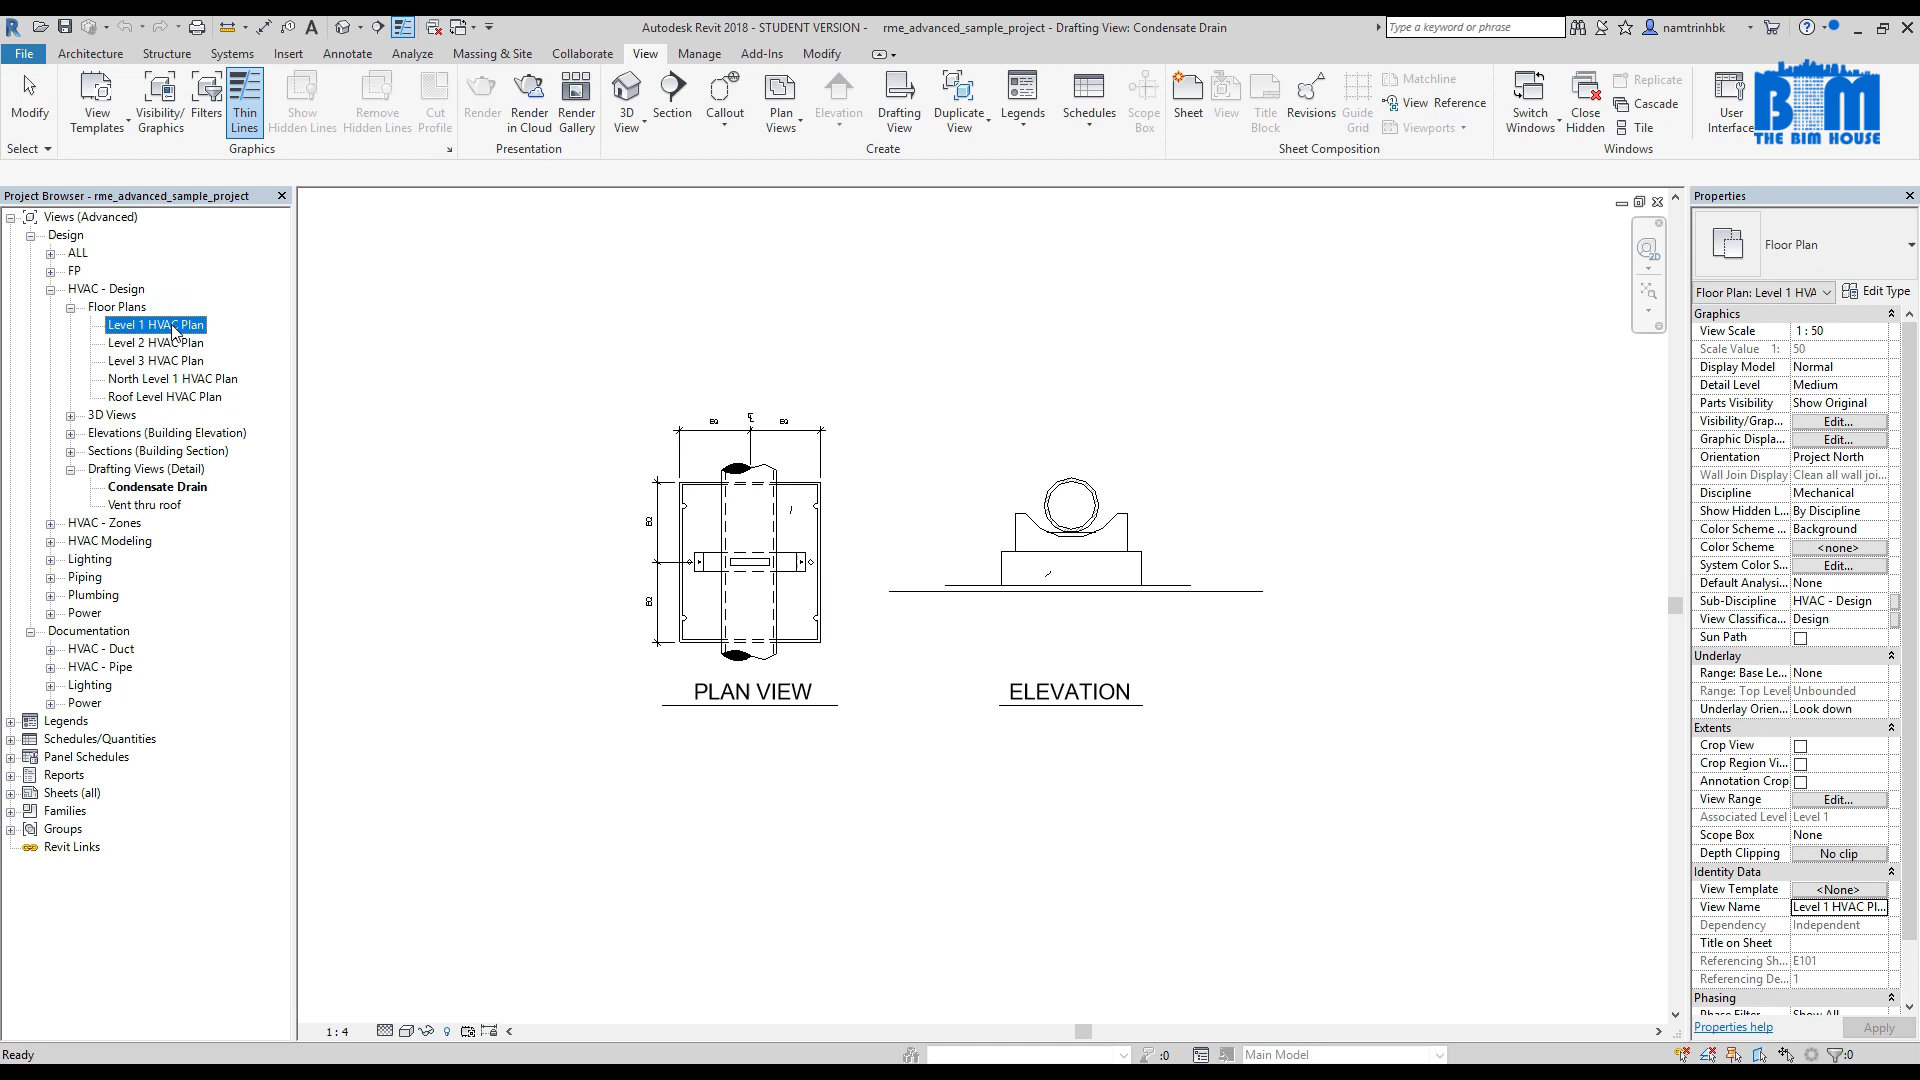 Autodesk Revit 2018 - STUDENT VERSION -    rme_advanced_sample_project - Drafting View: Condensate Drain
Type a keyword or phrase
namtrinhbk
File Architecture Structure Systems Insert Annotate Analyze Massing & Site Collaborate View Manage Add-Ins Modify
Modify
View Templates
Visibility/ Graphics
Filters
Thin Lines
Show Hidden Lines
Remove Hidden Lines
Cut Profile
Render
Render in Cloud
Render Gallery
3D View
Section
Callout
Plan Views
Elevation
Drafting View
Duplicate View
Legends
Schedules
Scope Box
Sheet
View
Title Block
Revisions
Guide Grid
Matchline
View Reference
Viewports
Switch Windows
Close Hidden
Replicate
Cascade
Tile
User Interface
BIM
THE BIM HOUSE
Select Graphics Presentation Create Sheet Composition Windows
Project Browser - rme_advanced_sample_project
Views (Advanced)
Design
ALL
FP
HVAC - Design
Floor Plans
Level 1 HVAC Plan
Level 2 HVAC Plan
Level 3 HVAC Plan
North Level 1 HVAC Plan
Roof Level HVAC Plan
3D Views
Elevations (Building Elevation)
Sections (Building Section)
Drafting Views (Detail)
Condensate Drain
Vent thru roof
HVAC - Zones
HVAC Modeling
Lighting
Piping
Plumbing
Power
Documentation
HVAC - Duct
HVAC - Pipe
Lighting
Power
Legends
Schedules/Quantities
Panel Schedules
Reports
Sheets (all)
Families
Groups
Revit Links
2D
EQ EQ
EQ
EQ
PLAN VIEW
ELEVATION
1 : 4
Properties
Floor Plan
Floor Plan: Level 1 HVA Edit Type
Graphics
View Scale 1 : 50
Scale Value 1: 50
Display Model Normal
Detail Level Medium
Parts Visibility Show Original
Visibility/Grap... Edit...
Graphic Displa... Edit...
Orientation Project North
Wall Join Display Clean all wall joi...
Discipline Mechanical
Show Hidden L... By Discipline
Color Scheme ... Background
Color Scheme <none>
System Color S... Edit...
Default Analysi... None
Sub-Discipline HVAC - Design
View Classifica... Design
Sun Path
Underlay
Range: Base Le... None
Range: Top Level Unbounded
Underlay Orien... Look down
Extents
Crop View
Crop Region Vi...
Annotation Crop
View Range Edit...
Associated Level Level 1
Scope Box None
Depth Clipping No clip
Identity Data
View Template <None>
View Name Level 1 HVAC Pl...
Dependency Independent
Title on Sheet
Referencing Sh... E101
Referencing De... 1
Phasing
Phase Filter Show All
Properties help Apply
Ready
:0
Main Model
:0